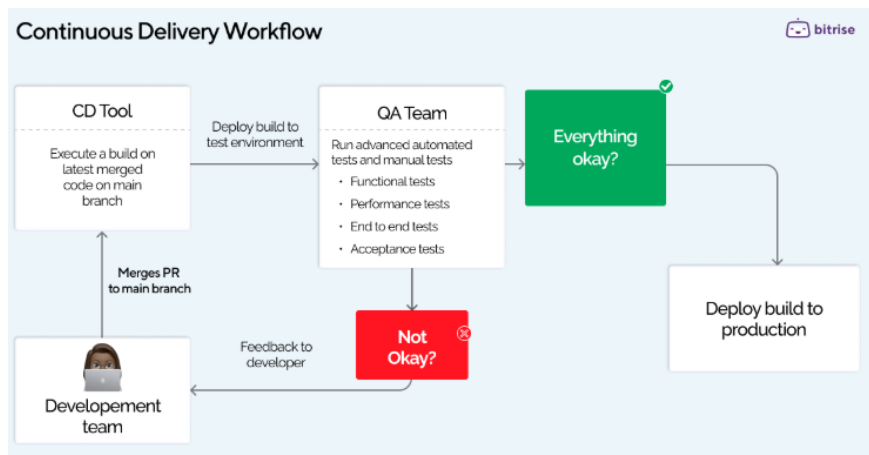 Continuous Delivery Workflow
bitrise
CD Tool
Execute a build on
latest merged
code on main
branch
Deploy build to
test environment
QA Team
Run advanced automated
tests and manual tests
• Functional tests
• Performance tests
• End to end tests
• Acceptance tests
Everything
okay?
Merges PR
to main branch
Deploy build to
production
Not
Okay?
Feedback to
developer
Developement
team